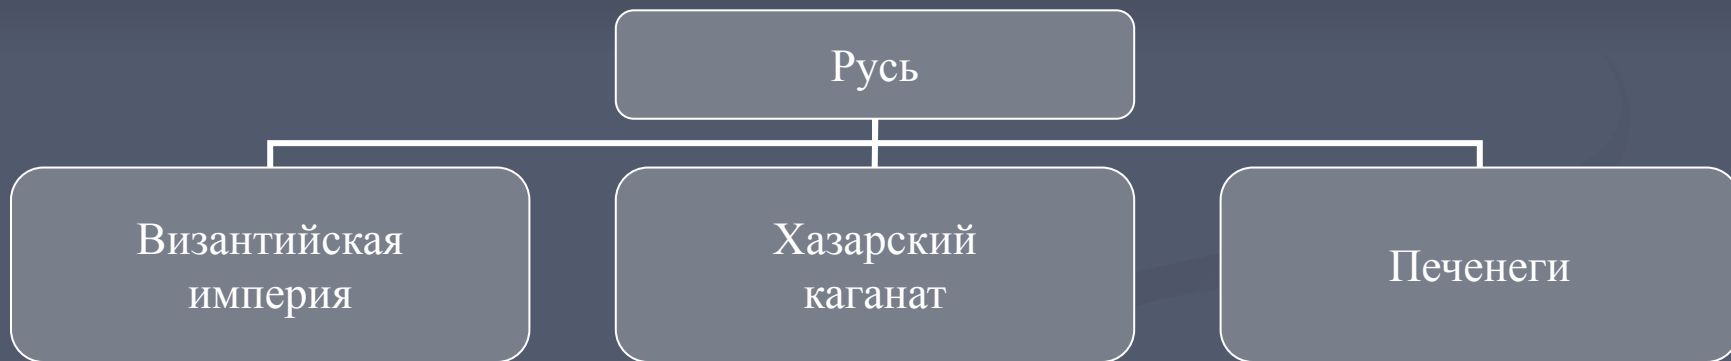 Русь
Византийская
империя
Хазарский
каганат
Печенеги